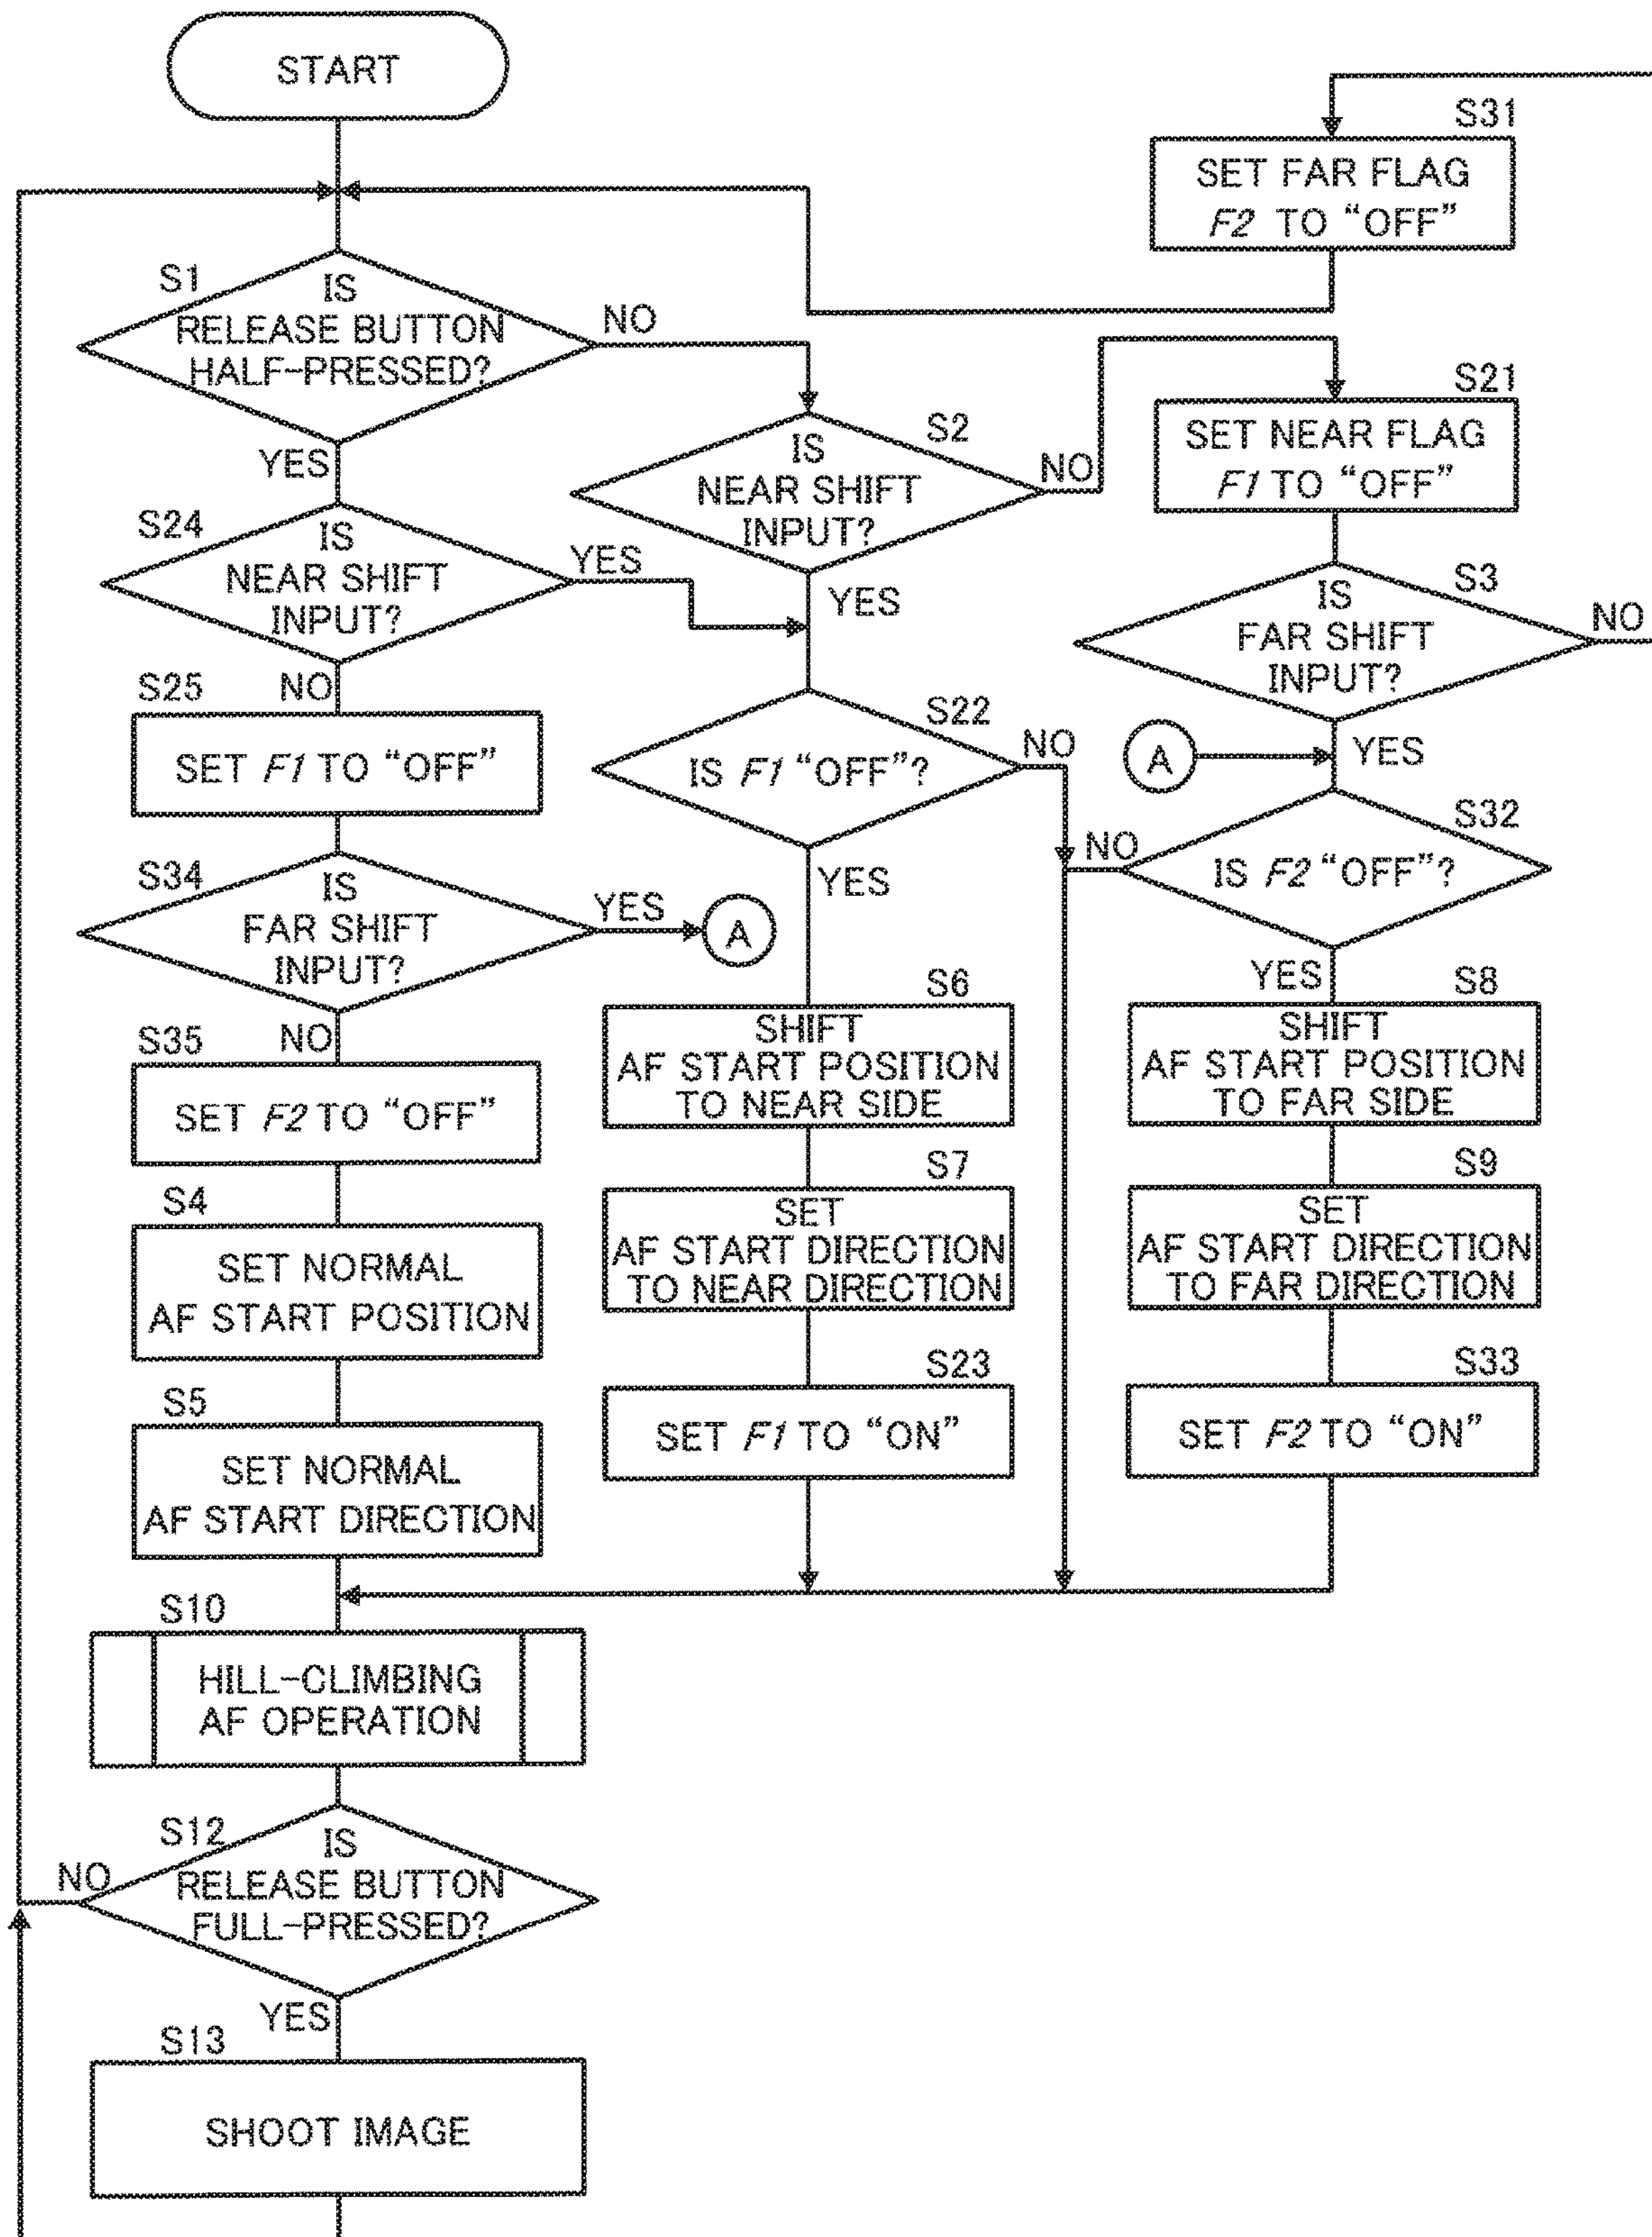 START
S1
IS
RELEASE BUTTON
HALF-PRESSED?
NO
YES
S24
IS
NEAR SHIFT
INPUT?
YES
NO
S25
SET F1 TO “OFF”
S34
IS
FAR SHIFT
INPUT?
YES
A
NO
S35
SET F2 TO “OFF”
S4
SET NORMAL
AF START POSITION
S5
SET NORMAL
AF START DIRECTION
S10
HILL-CLIMBING
AF OPERATION
S12
IS
RELEASE BUTTON
FULL-PRESSED?
NO
YES
S13
SHOOT IMAGE
S2
IS
NEAR SHIFT
INPUT?
NO
YES
S22
IS F1 “OFF”?
NO
YES
S6
SHIFT
AF START POSITION
TO NEAR SIDE
S7
SET
AF START DIRECTION
TO NEAR DIRECTION
S23
SET F1 TO “ON”
S31
SET FAR FLAG
F2 TO “OFF”
S21
SET NEAR FLAG
F1 TO “OFF”
S3
IS
FAR SHIFT
INPUT?
NO
YES
A
S32
IS F2 “OFF”?
NO
YES
S8
SHIFT
AF START POSITION
TO FAR SIDE
S9
SET
AF START DIRECTION
TO FAR DIRECTION
S33
SET F2 TO “ON”